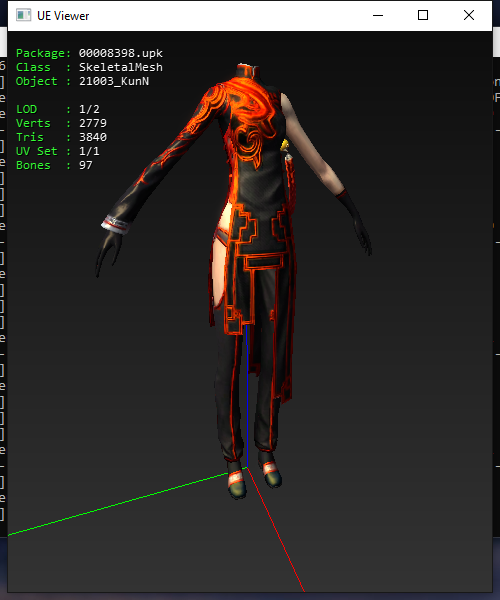 UE Viewer
Package: 00008398.upk
Class : SkeletalMesh
Object : 21003_KunN
LOD : 1/2
Verts : 2779
Tris : 3840
UV Set : 1/1
Bones : 97